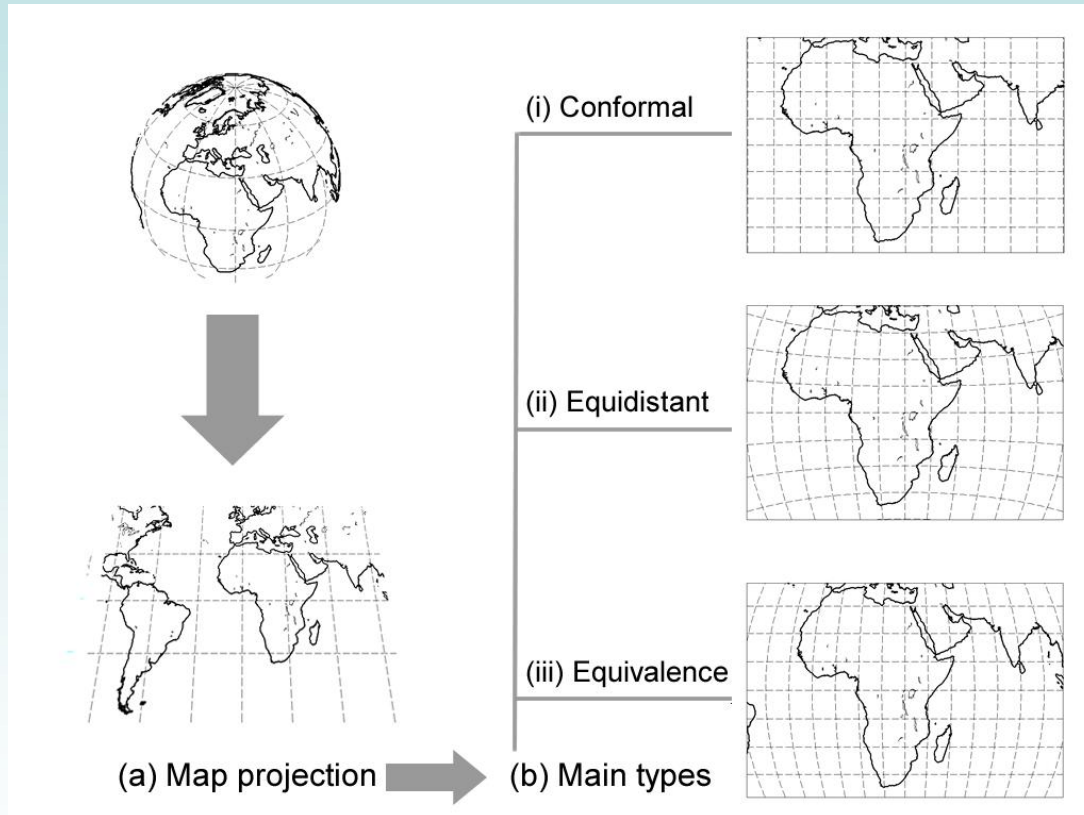 (i) Conformal
(ii) Equidistant
(iii) Equivalence
(a) Map projection
(b) Main types